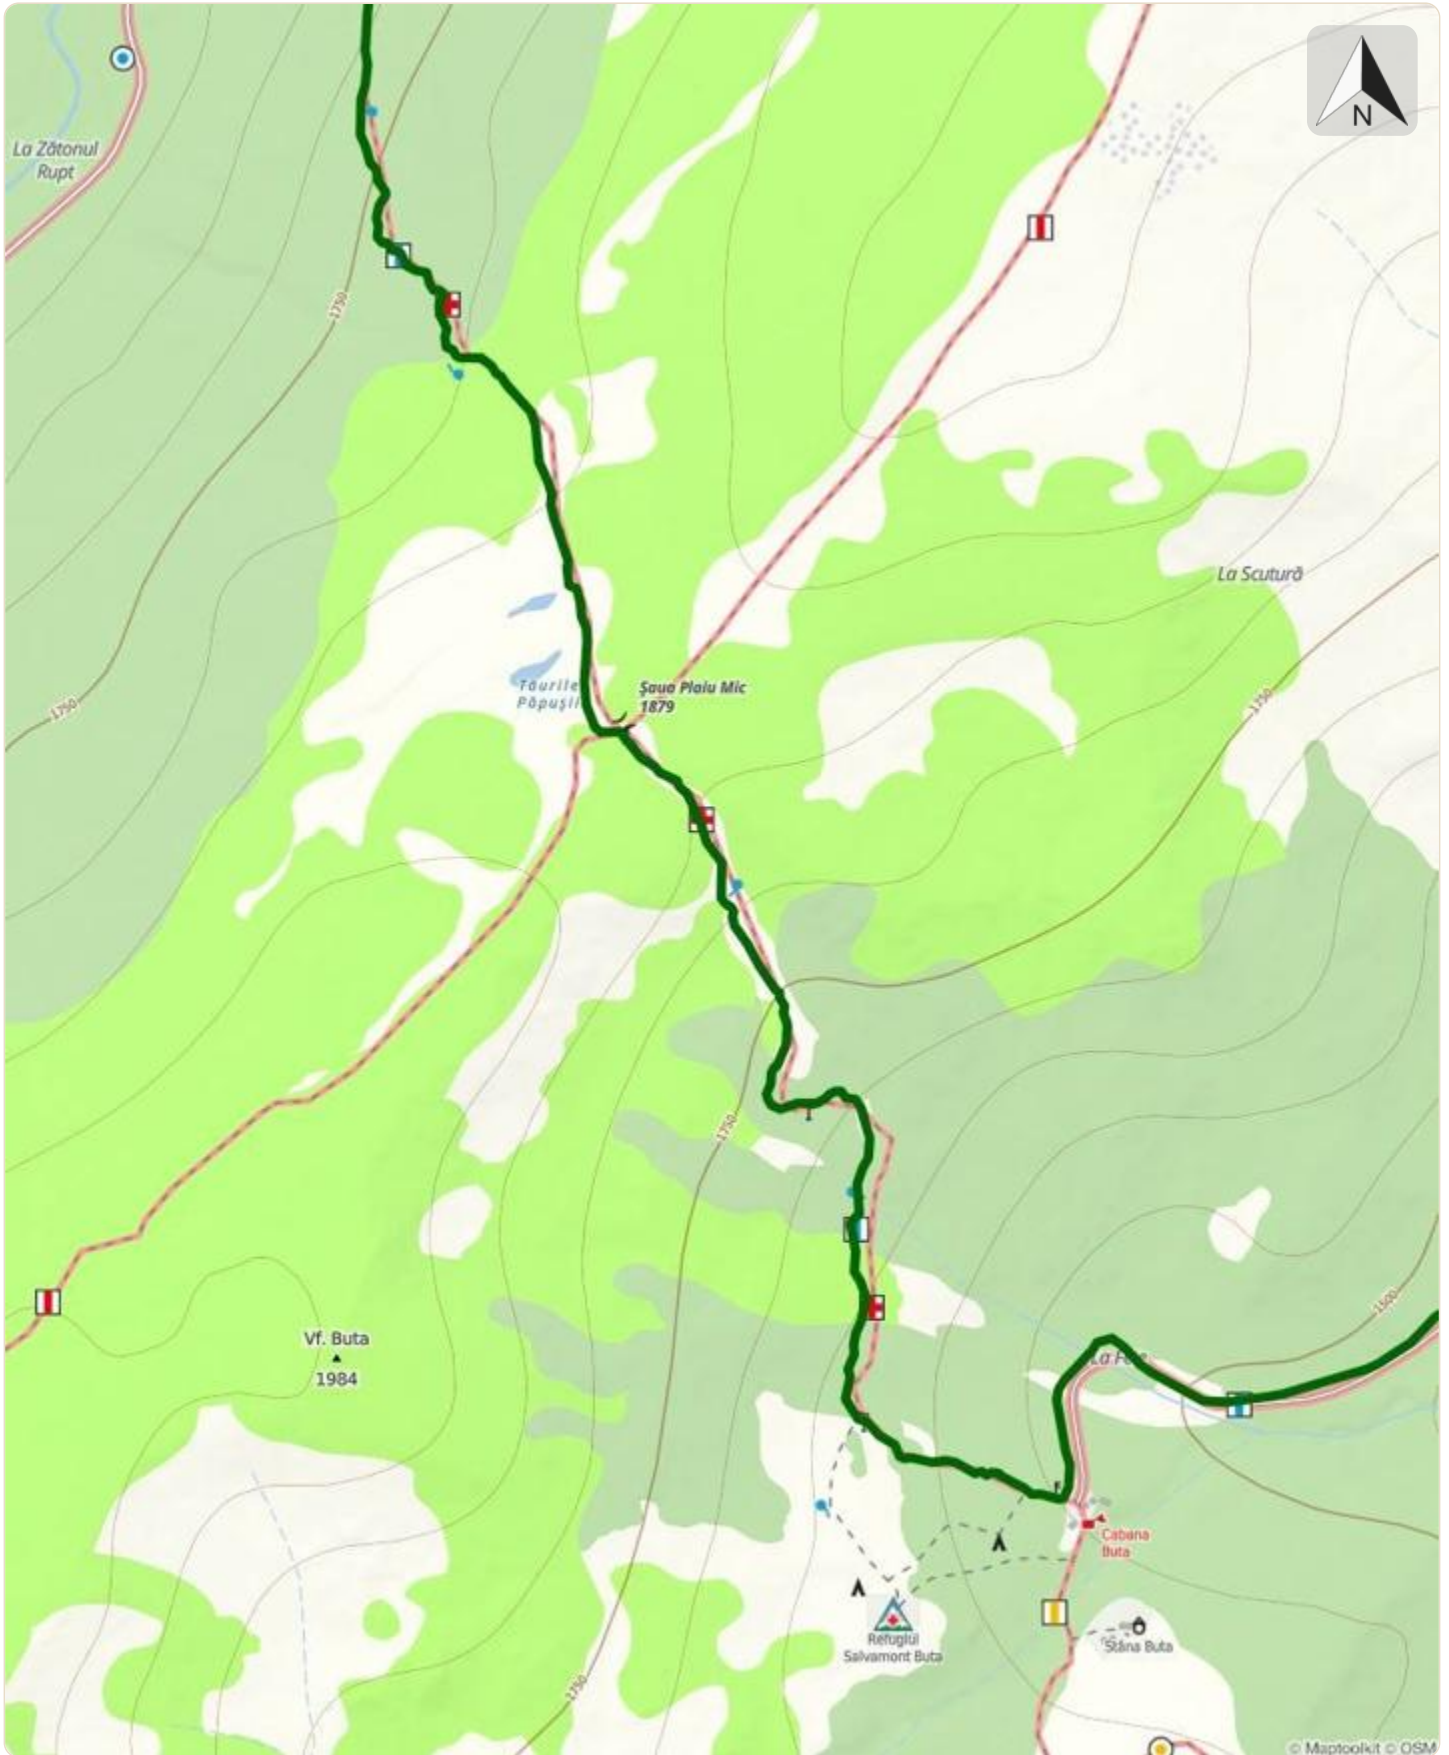 N
La Zătonul
Rupt
1750
La Scutură
Tăurile
Păpușii
Șaua Plaiu Mic
1879
1750
1750
1750
1500
Vf. Buta
1984
Cabana
Buta
Refugiul
Salvamont Buta
Stâna Buta
1750
© Maptoolkit © OSM